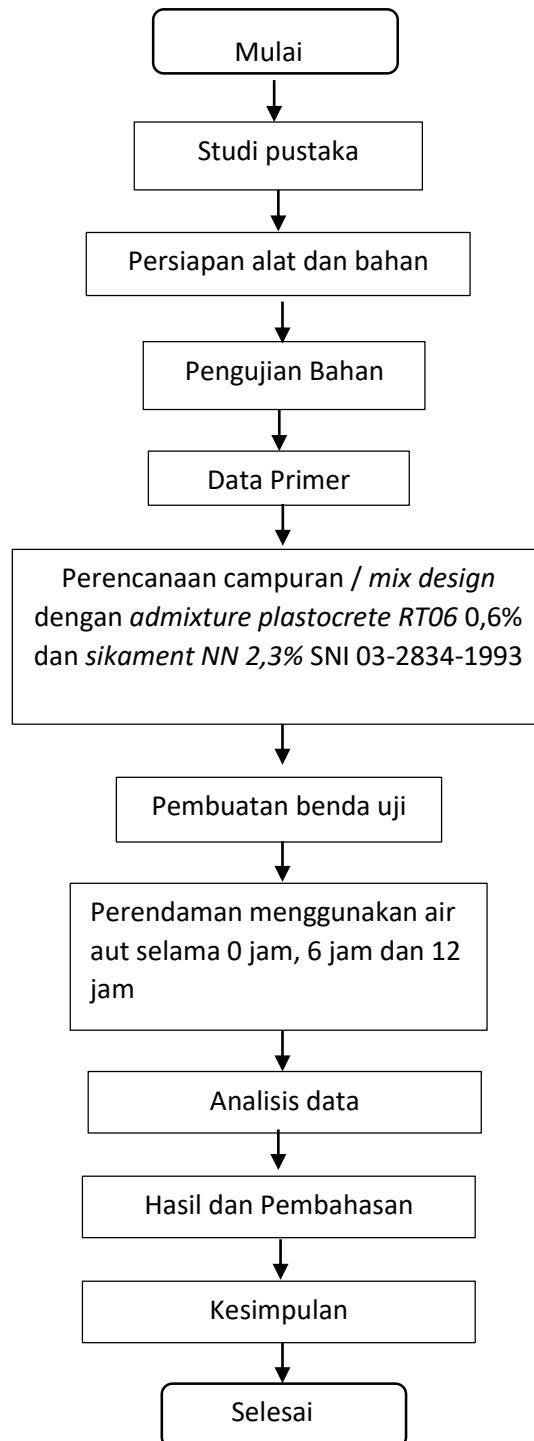 Mulai
Studi pustaka
Persiapan alat dan bahan
Pengujian Bahan
Data Primer
Perencanaan campuran / mix design
dengan admixture plastocrete RT06 0,6%
dan sikament NN 2,3% SNI 03-2834-1993
Pembuatan benda uji
Perendaman menggunakan air
aut selama 0 jam, 6 jam dan 12
jam
Analisis data
Hasil dan Pembahasan
Kesimpulan
Selesai